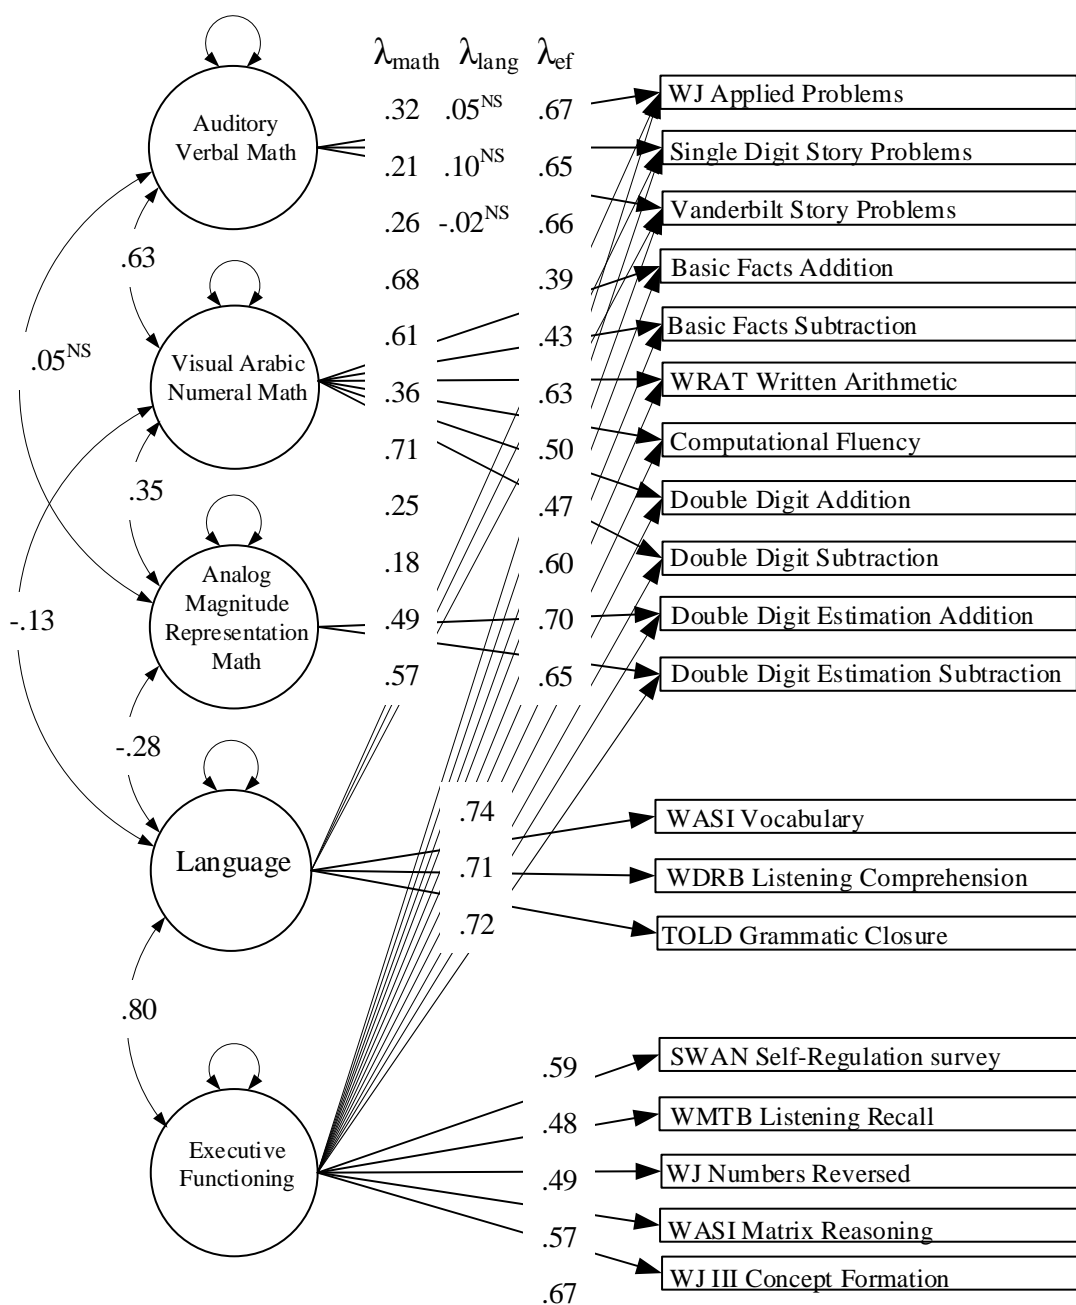 λmath λlang λef
.32 .05NS .67 WJ Applied Problems
Auditory
Verbal Math
.21 .10NS .65 Single Digit Story Problems
.26 -.02NS .66 Vanderbilt Story Problems
.63
.68 .39 Basic Facts Addition
.61 .43 Basic Facts Subtraction
.05NS
Visual Arabic
Numeral Math
.36 .63 WRAT Written Arithmetic
.71 .50 Computational Fluency
.35
.25 .47 Double Digit Addition
.18 .60 Double Digit Subtraction
Analog
Magnitude
Representation
Math
-.13
.49 .70 Double Digit Estimation Addition
.57 .65 Double Digit Estimation Subtraction
-.28
.74 WASI Vocabulary
Language
.71 WDRB Listening Comprehension
.72 TOLD Grammatic Closure
.80
.59 SWAN Self-Regulation survey
.48 WMTB Listening Recall
Executive
Functioning
.49 WJ Numbers Reversed
.57 WASI Matrix Reasoning
.67 WJ III Concept Formation